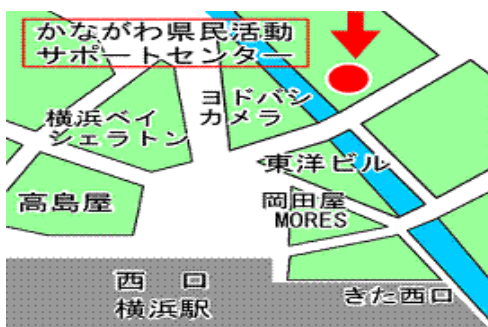 かながわ県民活動
サポートセンター
ヨドバシ
カメラ
横浜ベイ
シェラトン
東洋ビル
高島屋
岡田屋
MORES
西 口
横浜駅
きた西口